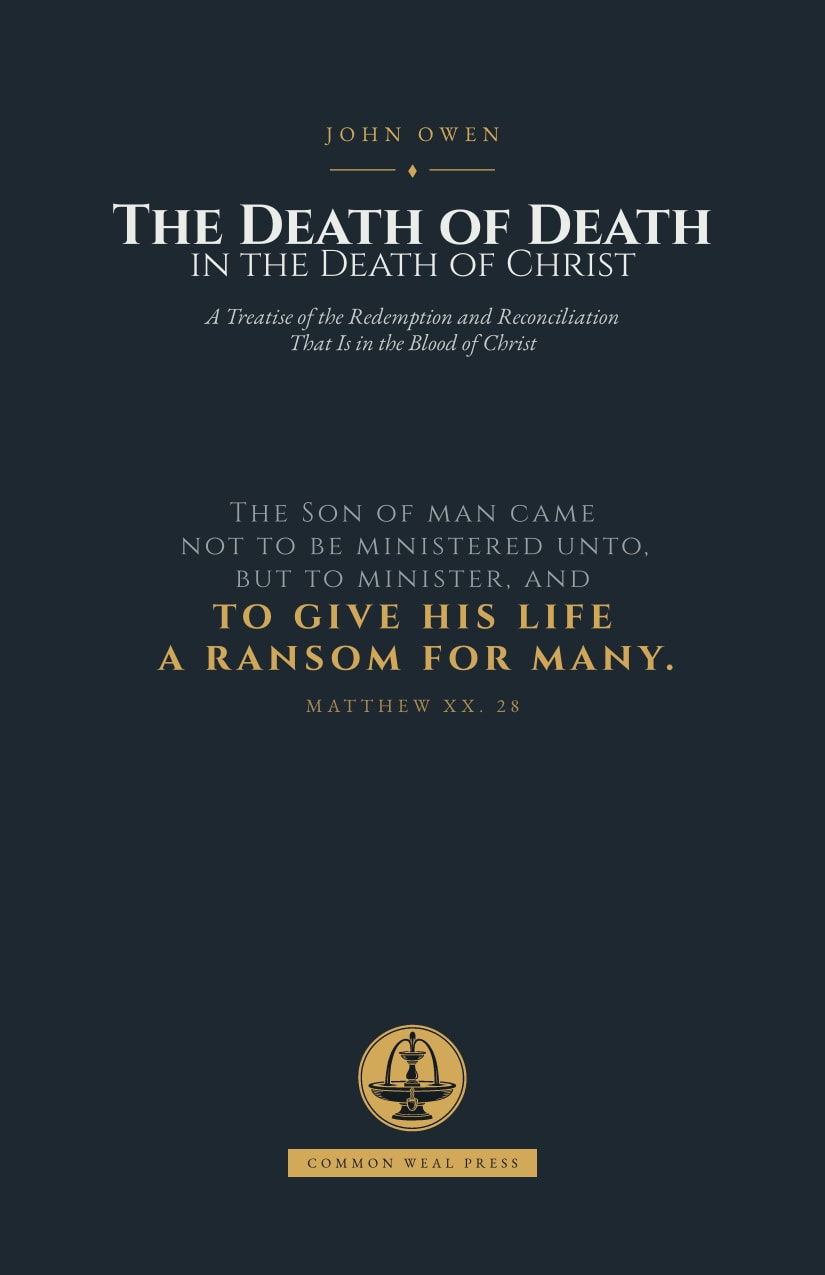 JOHN OWEN
THE DEATH OF DEATH
IN THE DEATH OF CHRIST
A Treatise of the Redemption and Reconciliation
That Is in the Blood of Christ
THE SON OF MAN CAME
NOT TO BE MINISTERED UNTO,
BUT TO MINISTER, AND
TO GIVE HIS LIFE
A RANSOM FOR MANY.
MATTHEW XX. 28
COMMON WEAL PRESS